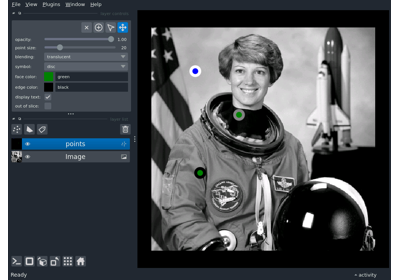 File View Plugins Window Help
opacity: 1.00
point size: 20
blending: translucent
symbol: disc
face color: green
edge color: black
display text: ✓
out of slice:
points
Image
Ready
activity